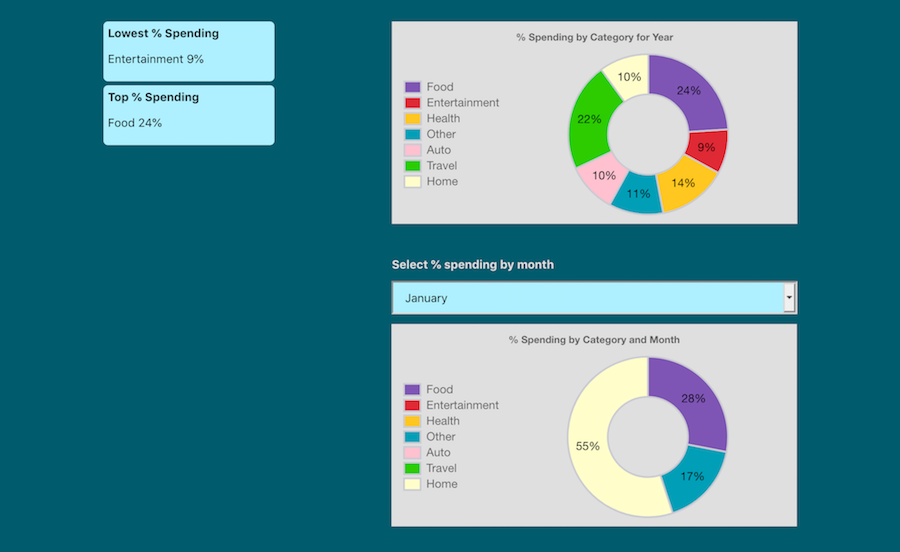 Lowest % Spending
Entertainment 9%
Top % Spending
Food 24%
% Spending by Category for Year
Food
Entertainment
Health
Other
Auto
Travel
Home
24%
9%
14%
11%
10%
22%
10%
Select % spending by month
January
% Spending by Category and Month
Food
Entertainment
Health
Other
Auto
Travel
Home
28%
17%
55%